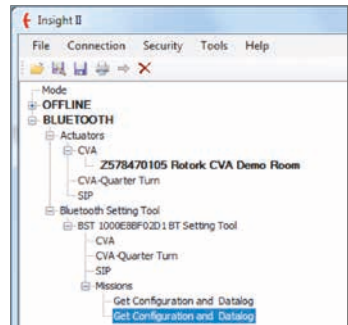 Insight II
File Connection Security Tools Help
Mode
OFFLINE
BLUETOOTH
Actuators
CVA
Z578470105 Rotork CVA Demo Room
CVA-Quarter Turn
SIP
Bluetooth Setting Tool
BST 1000E8BF02D1 BT Setting Tool
CVA
CVA-Quarter Turn
SIP
Missions
Get Configuration and Datalog
Get Configuration and Datalog